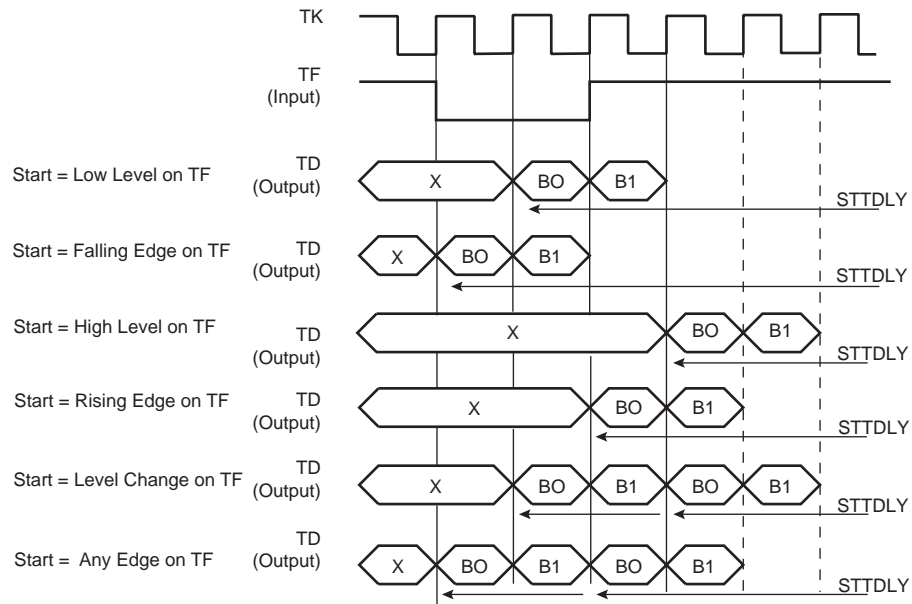 TK
TF
(Input)
Start = Low Level on TF
TD
(Output)
X
BO
B1
STTDLY
Start = Falling Edge on TF
TD
(Output)
X
BO
B1
STTDLY
Start = High Level on TF
TD
(Output)
X
BO
B1
STTDLY
Start = Rising Edge on TF
TD
(Output)
X
BO
B1
STTDLY
Start = Level Change on TF
TD
(Output)
X
BO
B1
BO
B1
STTDLY
Start = Any Edge on TF
TD
(Output)
X
BO
B1
BO
B1
STTDLY